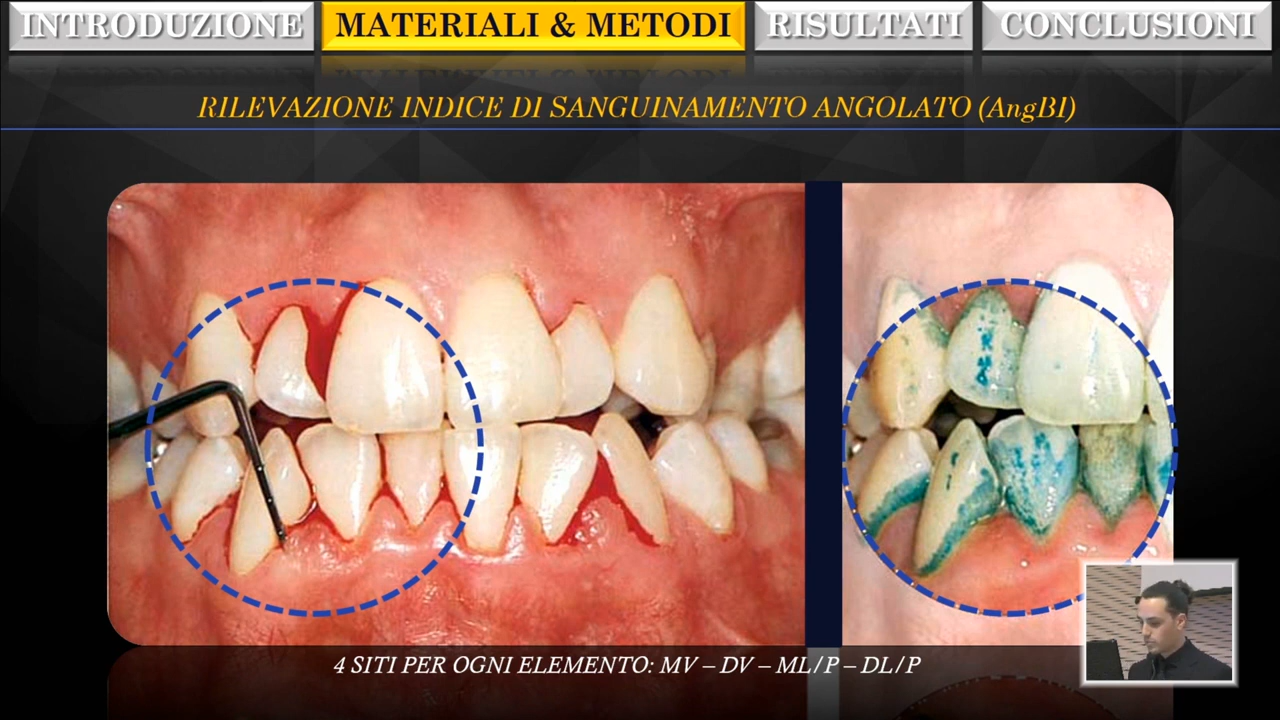 INTRODUZIONE MATERIALI & METODI RISULTATI CONCLUSIONI
RILEVAZIONE INDICE DI SANGUINAMENTO ANGOLATO (AngBI)
4 SITI PER OGNI ELEMENTO: MV – DV – ML/P – DL/P